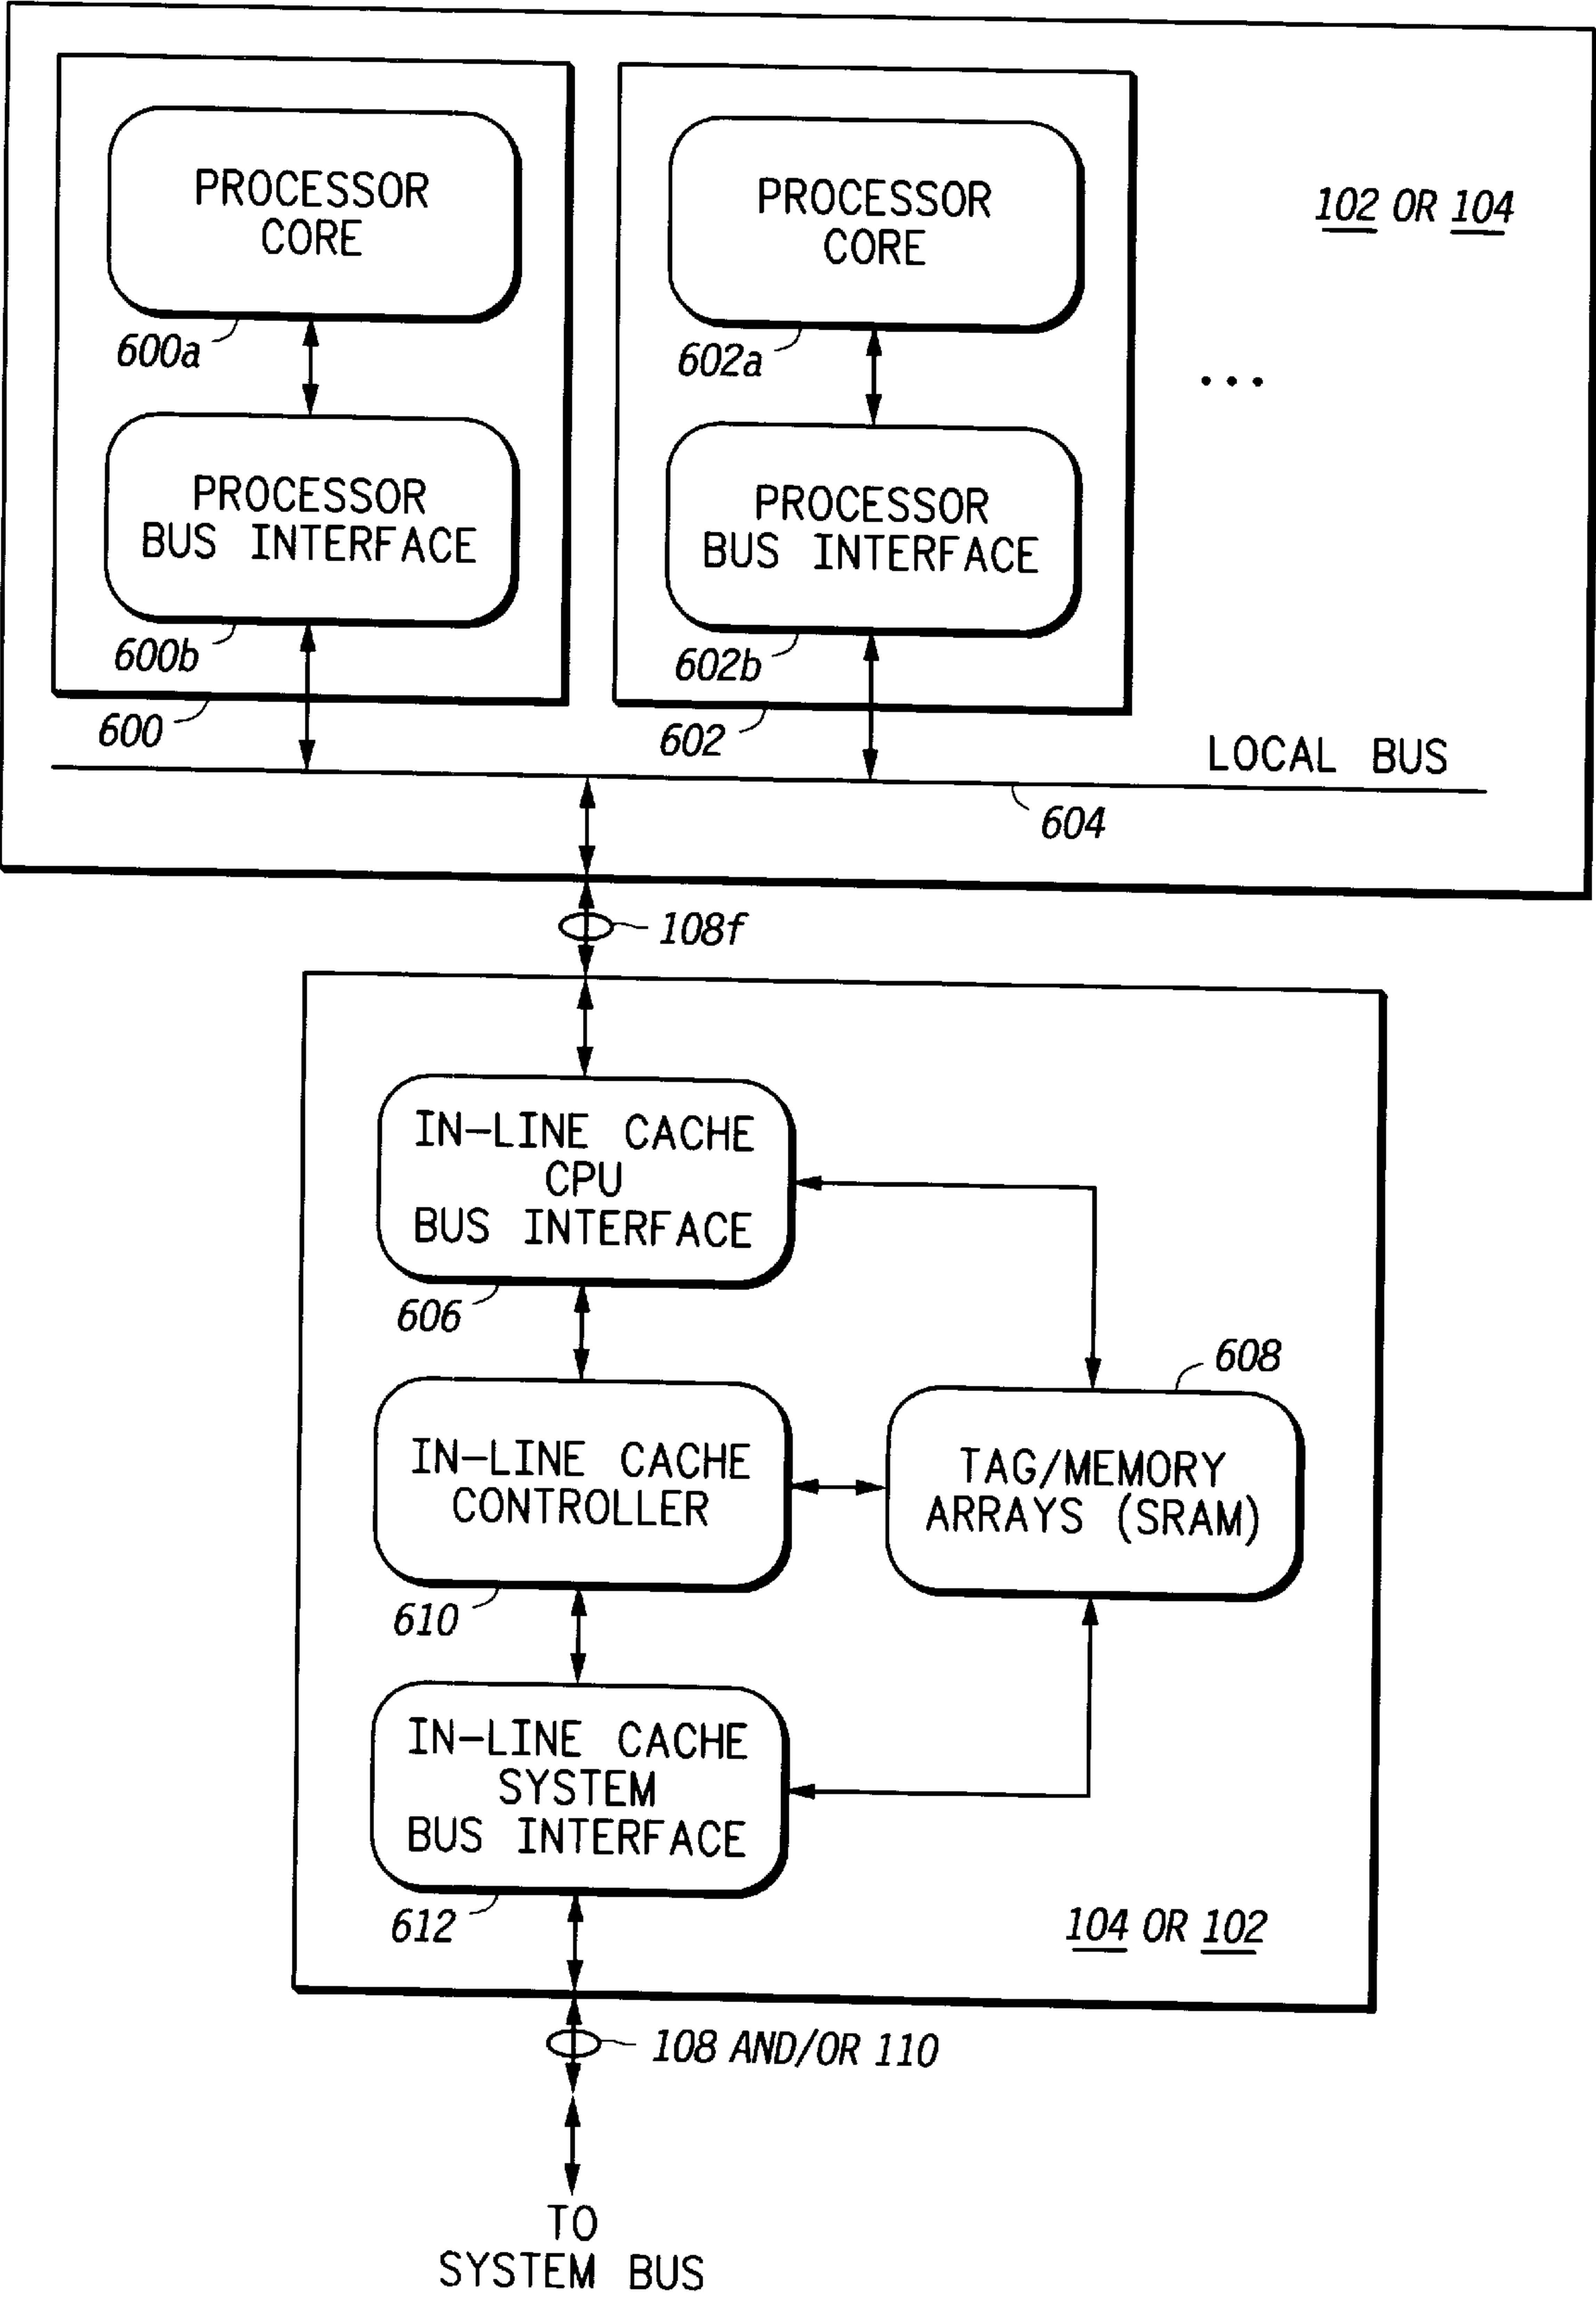 PROCESSOR
CORE
600a
PROCESSOR
BUS INTERFACE
600b
600
PROCESSOR
CORE
602a
PROCESSOR
BUS INTERFACE
602b
602
102 OR 104
...
LOCAL BUS
604
108f
IN-LINE CACHE
CPU
BUS INTERFACE
606
608
IN-LINE CACHE
CONTROLLER
610
TAG/MEMORY
ARRAYS (SRAM)
IN-LINE CACHE
SYSTEM
BUS INTERFACE
612
104 OR 102
108 AND/OR 110
TO
SYSTEM BUS